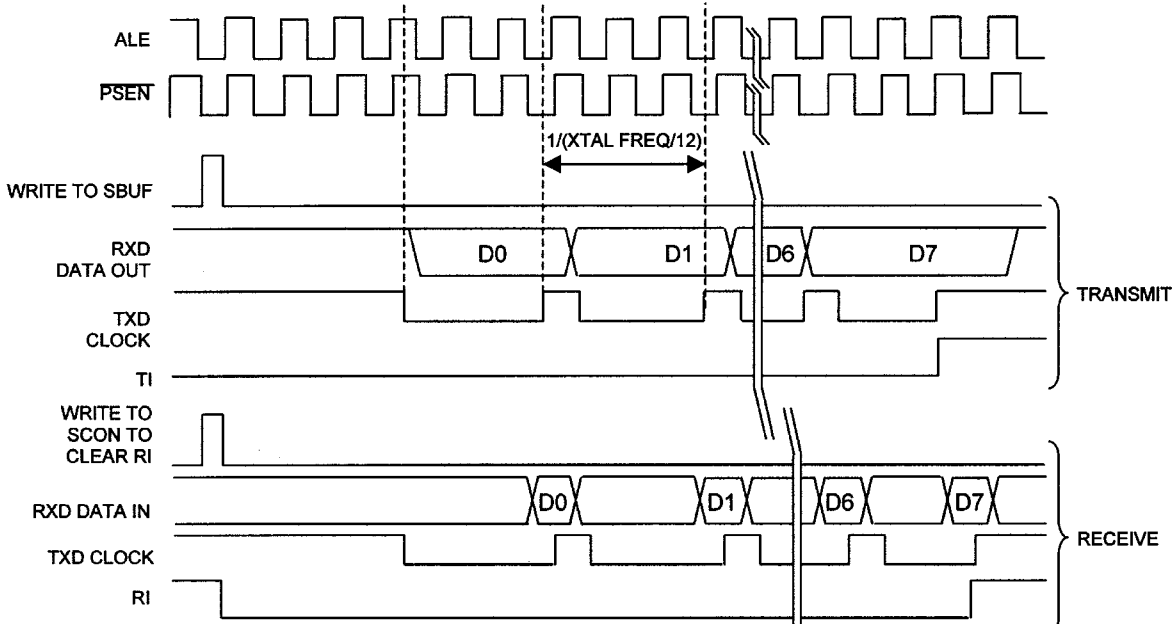 ALE
PSEN
1/(XTAL FREQ/12)
WRITE TO SBUF
RXD
DATA OUT
D0
D1
D6
D7
TXD
CLOCK
TI
TRANSMIT
WRITE TO
SCON TO
CLEAR RI
RXD DATA IN
D0
D1
D6
D7
TXD CLOCK
RI
RECEIVE